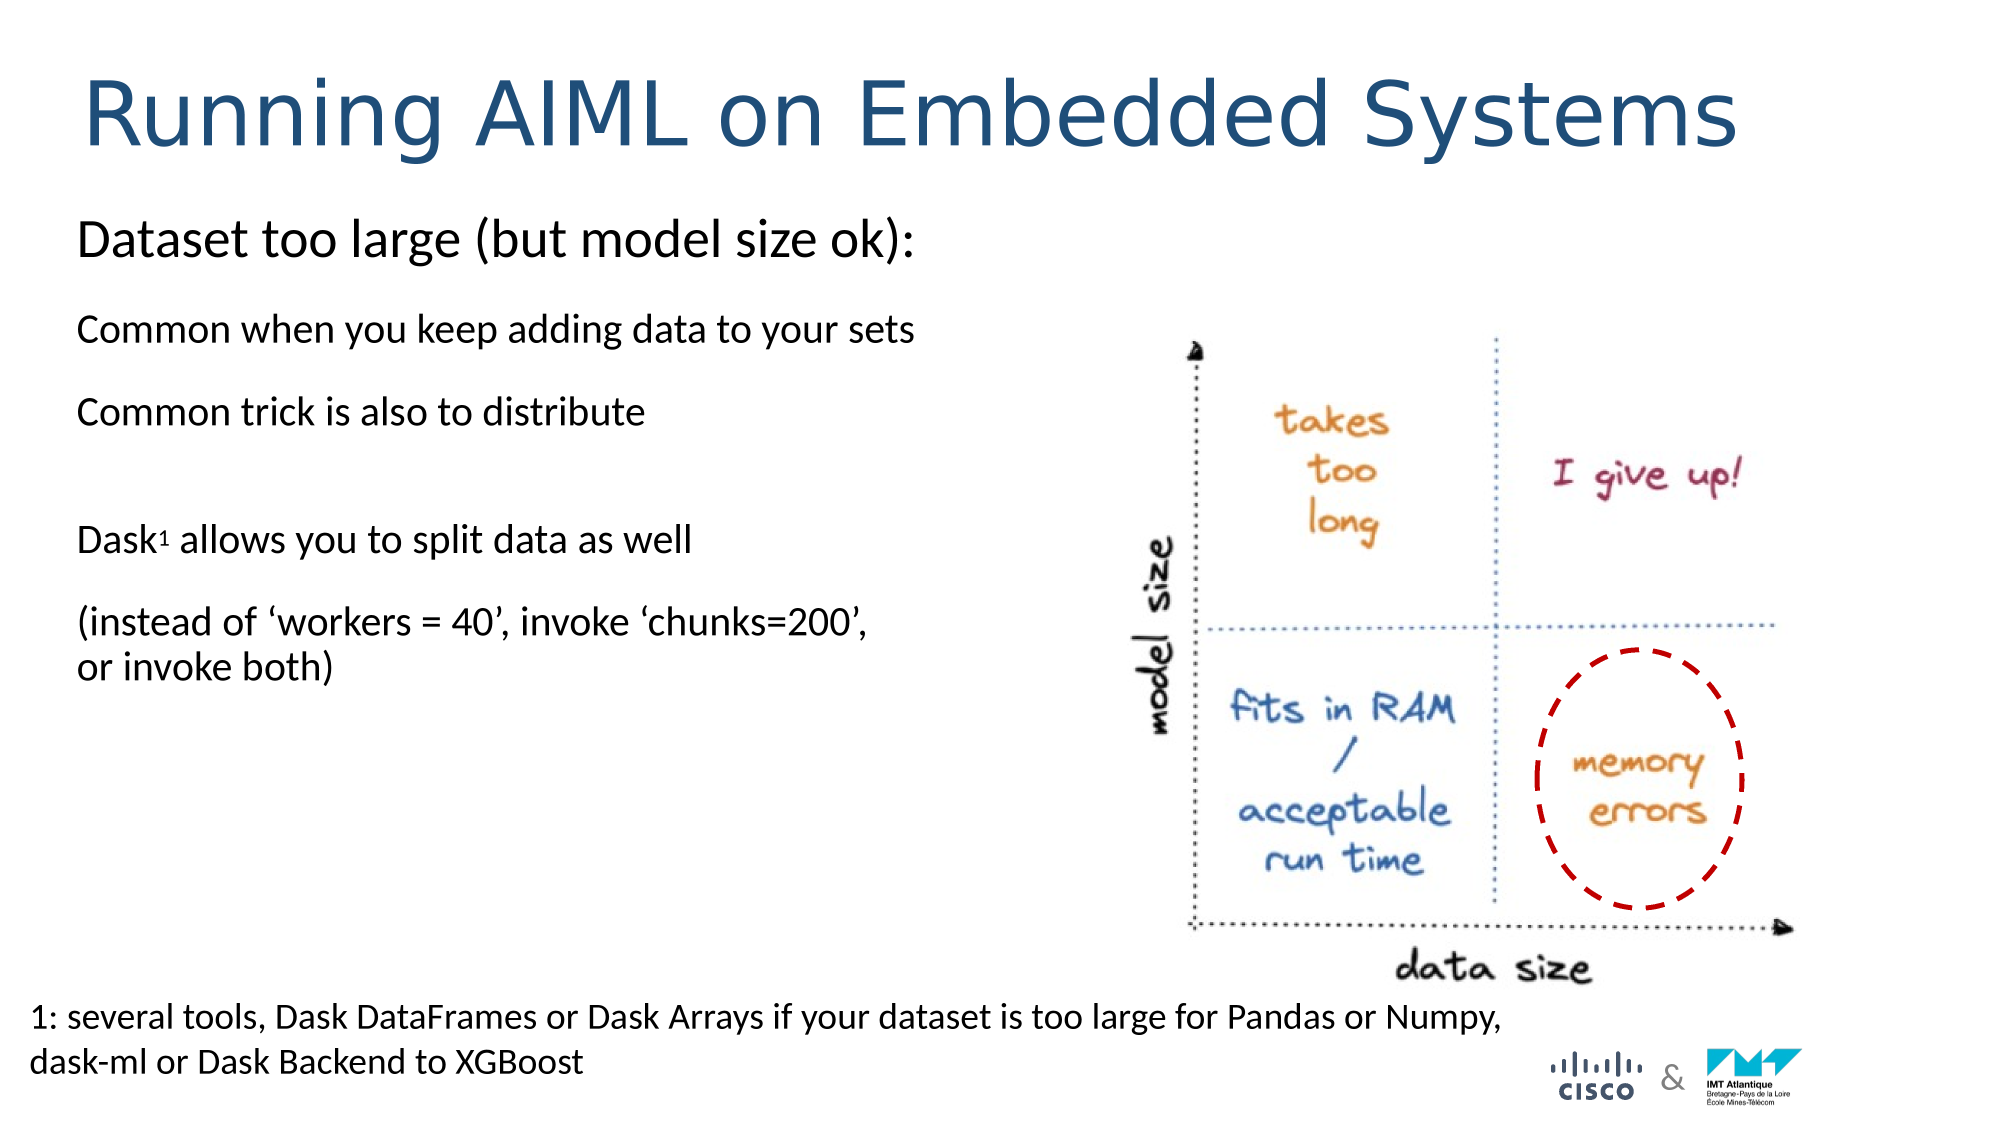 Running AIML on Embedded Systems
Dataset too large (but model size ok):
Common when you keep adding data to your sets
Common trick is also to distribute
Dask1 allows you to split data as well
(instead of ‘workers = 40’, invoke ‘chunks=200’,
or invoke both)
model size
takes
too
long
I give up!
fits in RAM
/
acceptable
run time
memory
errors
data size
1: several tools, Dask DataFrames or Dask Arrays if your dataset is too large for Pandas or Numpy,
dask-ml or Dask Backend to XGBoost
CISCO
&
IMT Atlantique
Bretagne-Pays de la Loire
École Mines-Télécom